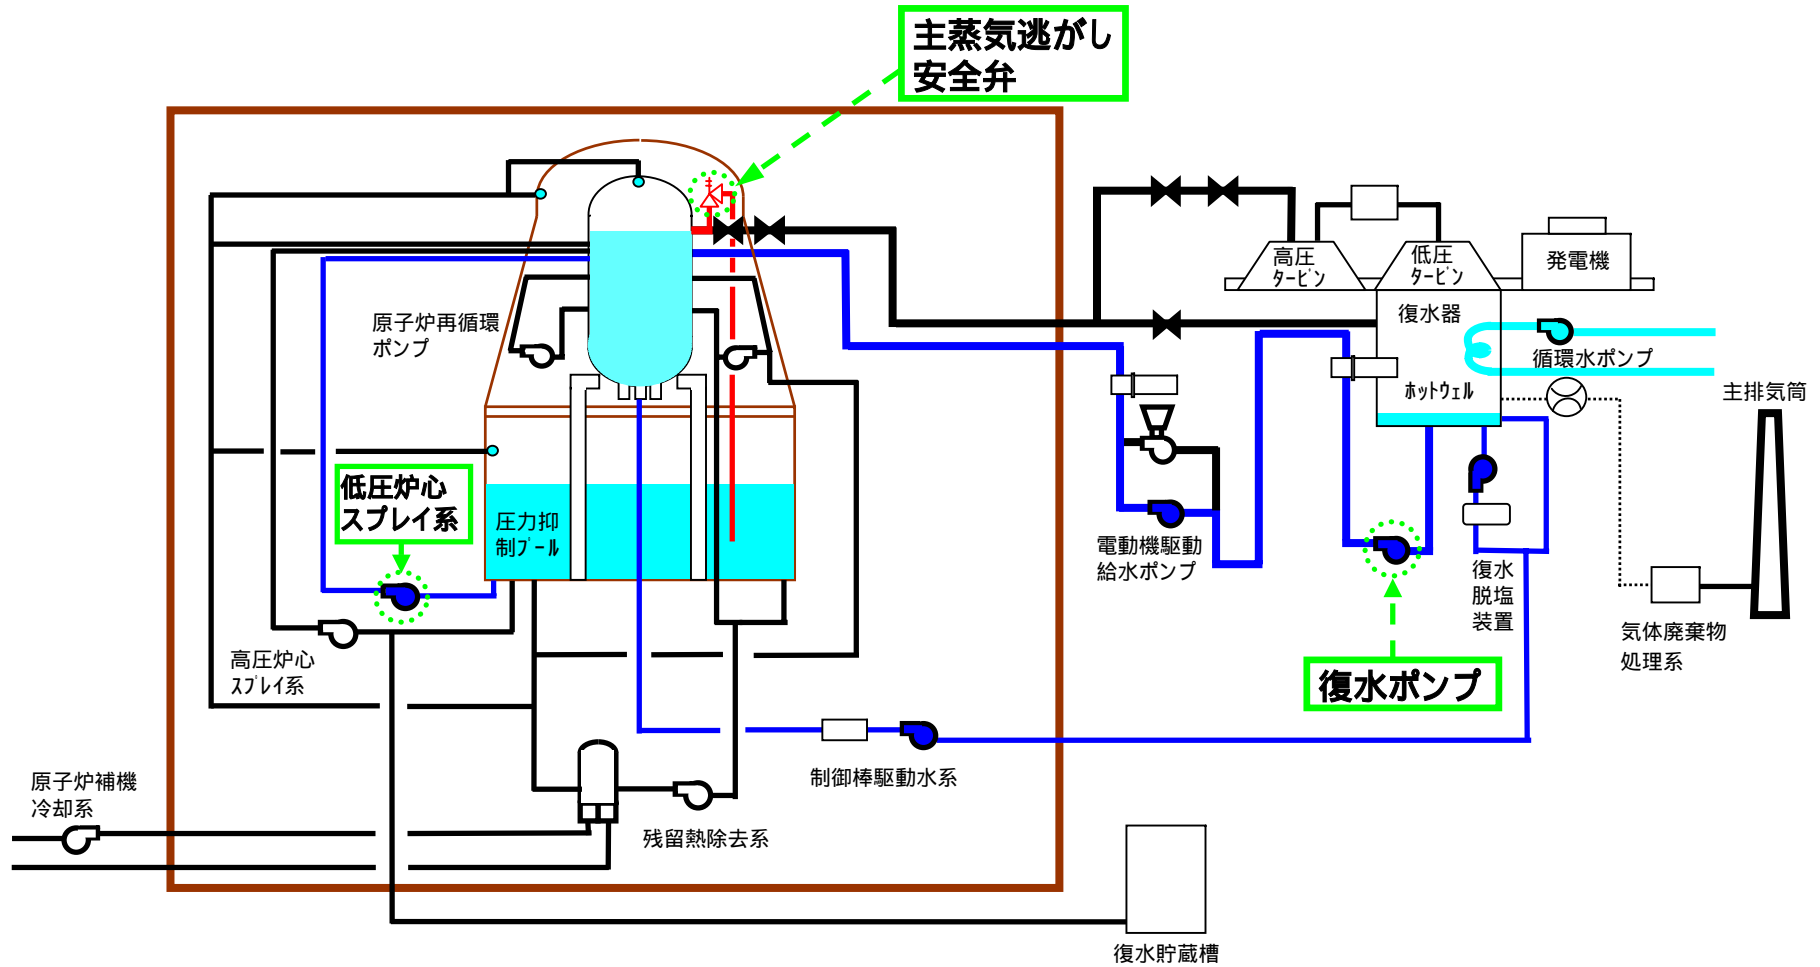 主蒸気逃がし
安全弁
高圧
タービン
低圧
タービン
発電機
復水器
循環水ポンプ
ホットウェル
主排気筒
原子炉再循環
ポンプ
低圧炉心
スプレイ系
圧力抑
制プール
電動機駆動
給水ポンプ
復水
脱塩
装置
気体廃棄物
処理系
高圧炉心
スプレイ系
復水ポンプ
制御棒駆動水系
原子炉補機
冷却系
残留熱除去系
復水貯蔵槽